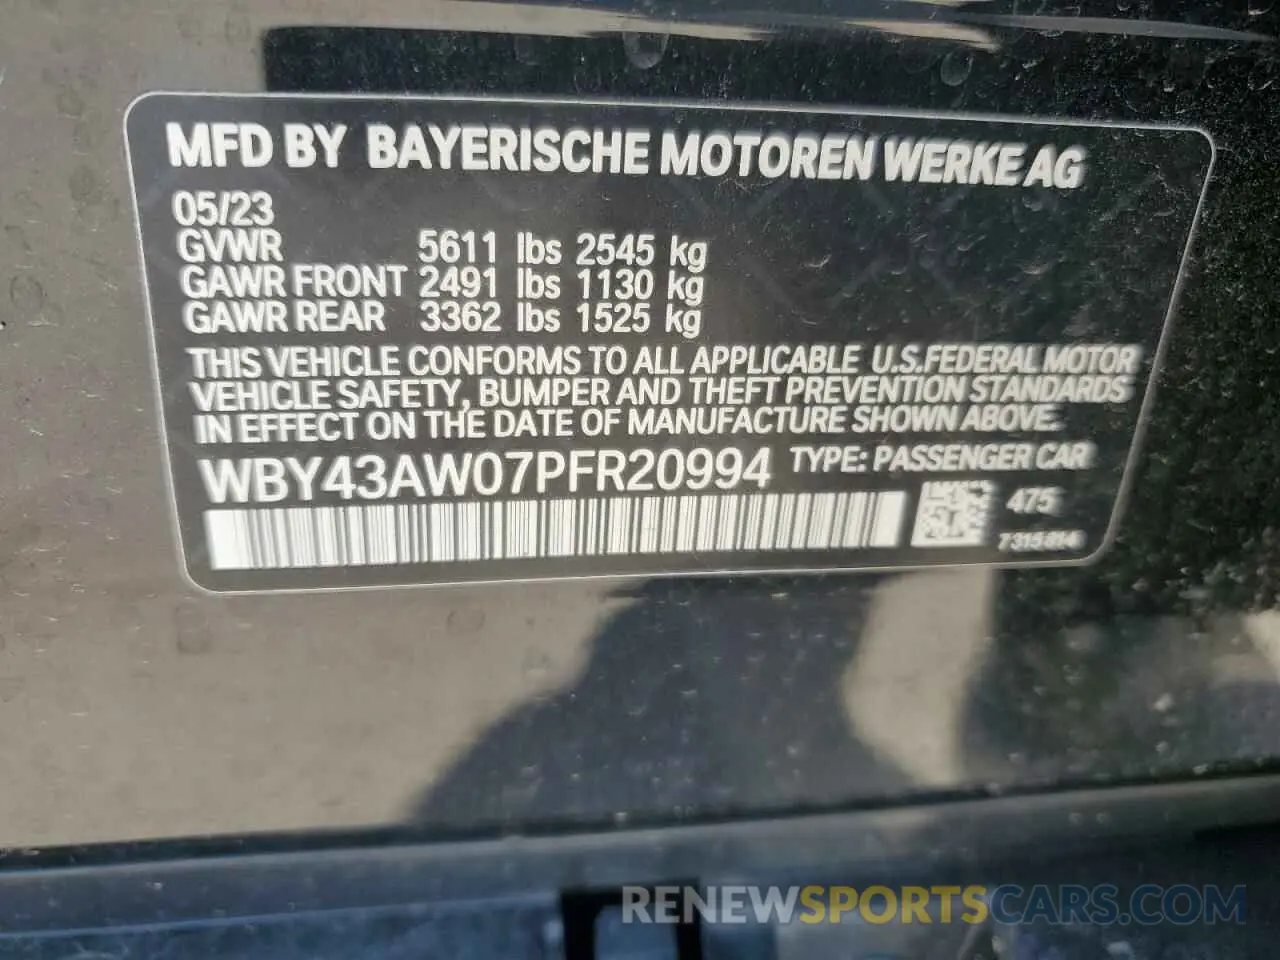 MFD BY BAYERISCHE MOTOREN WERKE AG
05/23
GVWR 5611 lbs 2545 kg
GAWR FRONT 2491 lbs 1130 kg
GAWR REAR 3362 lbs 1525 kg
THIS VEHICLE CONFORMS TO ALL APPLICABLE U.S.FEDERAL MOTOR
VEHICLE SAFETY, BUMPER AND THEFT PREVENTION STANDARDS
IN EFFECT ON THE DATE OF MANUFACTURE SHOWN ABOVE.
WBY43AW07PFR20994 TYPE: PASSENGER CAR
475
7315814
RENEWSPORTSCARS.COM